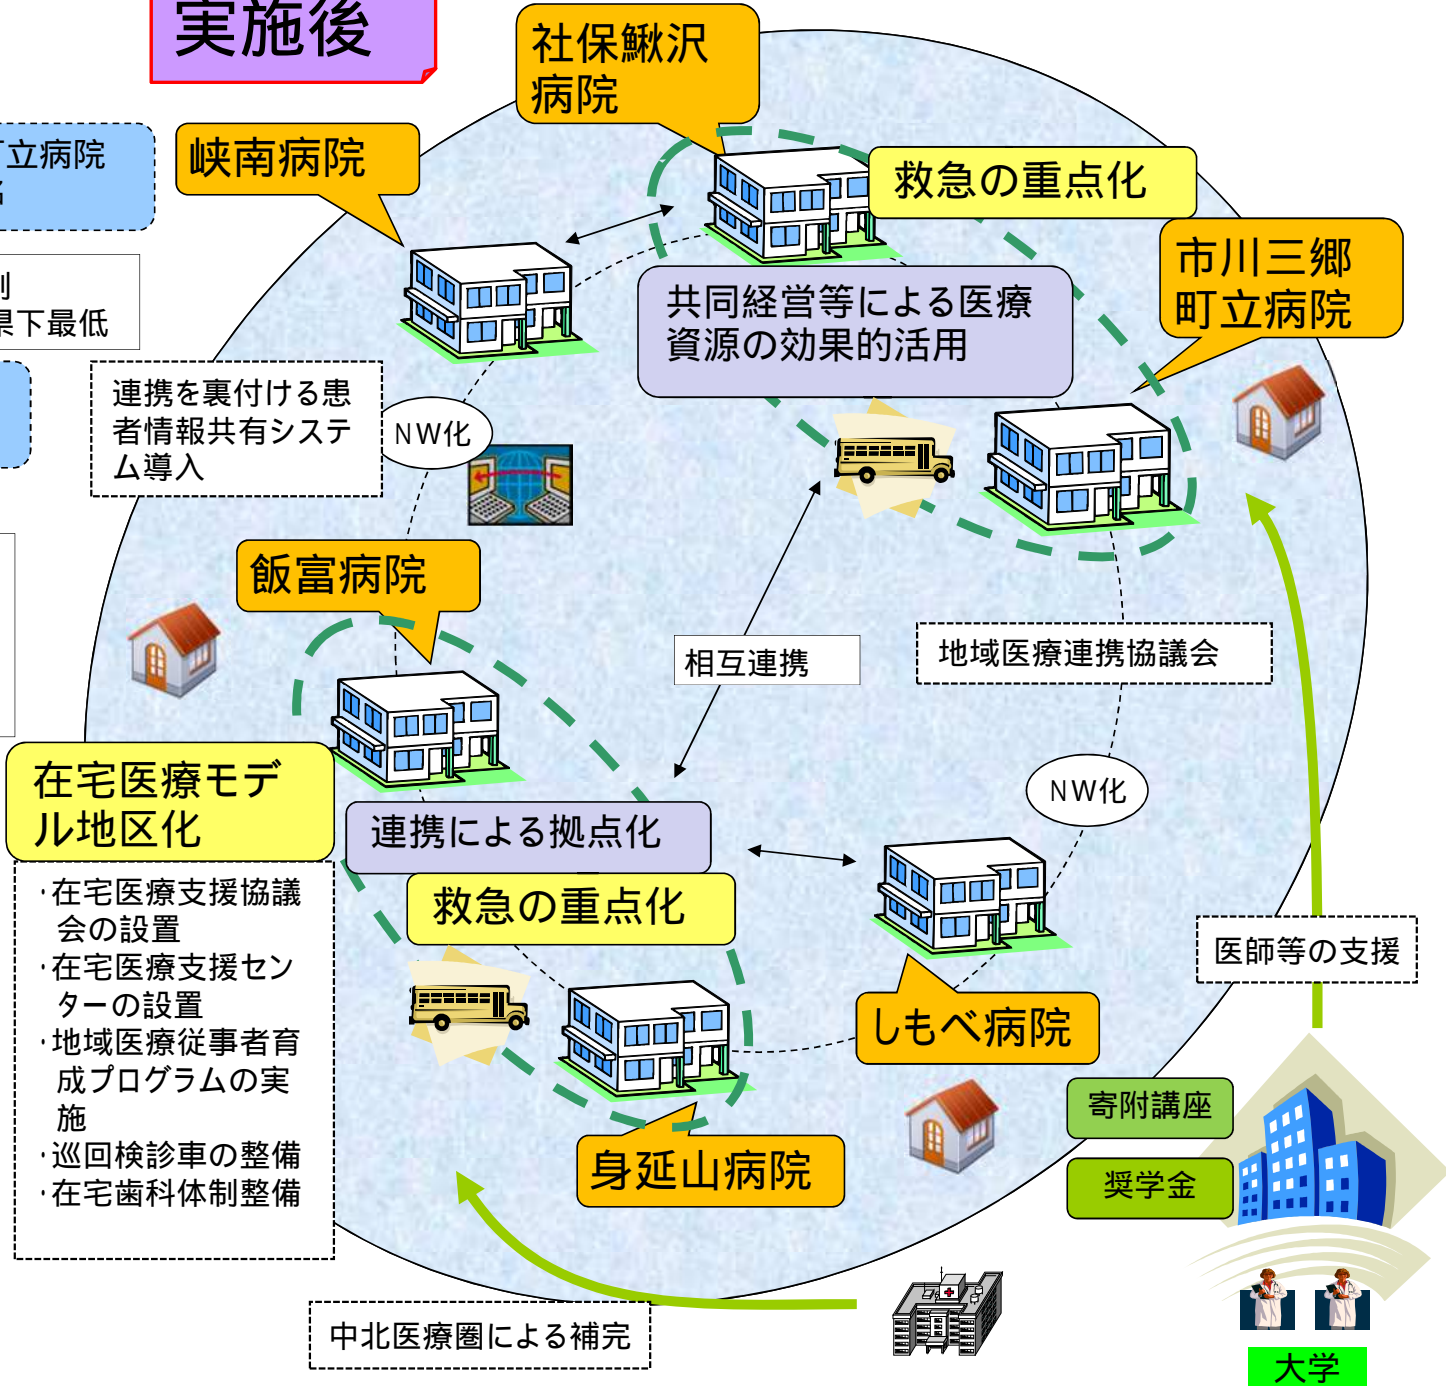 実施後
社保鰍沢
病院
町立病院
峡南病院
救急の重点化
市川三郷
町立病院
県下最低
共同経営等による医療
資源の効果的活用
連携を裏付ける患
者情報共有システ
ム導入
NW化
飯富病院
相互連携
地域医療連携協議会
在宅医療モデ
ル地区化
NW化
連携による拠点化
救急の重点化
・在宅医療支援協議
会の設置
・在宅医療支援セン
ターの設置
・地域医療従事者育
成プログラムの実
施
・巡回検診車の整備
・在宅歯科体制整備
医師等の支援
しもべ病院
寄附講座
身延山病院
奨学金
中北医療圏による補完
大学